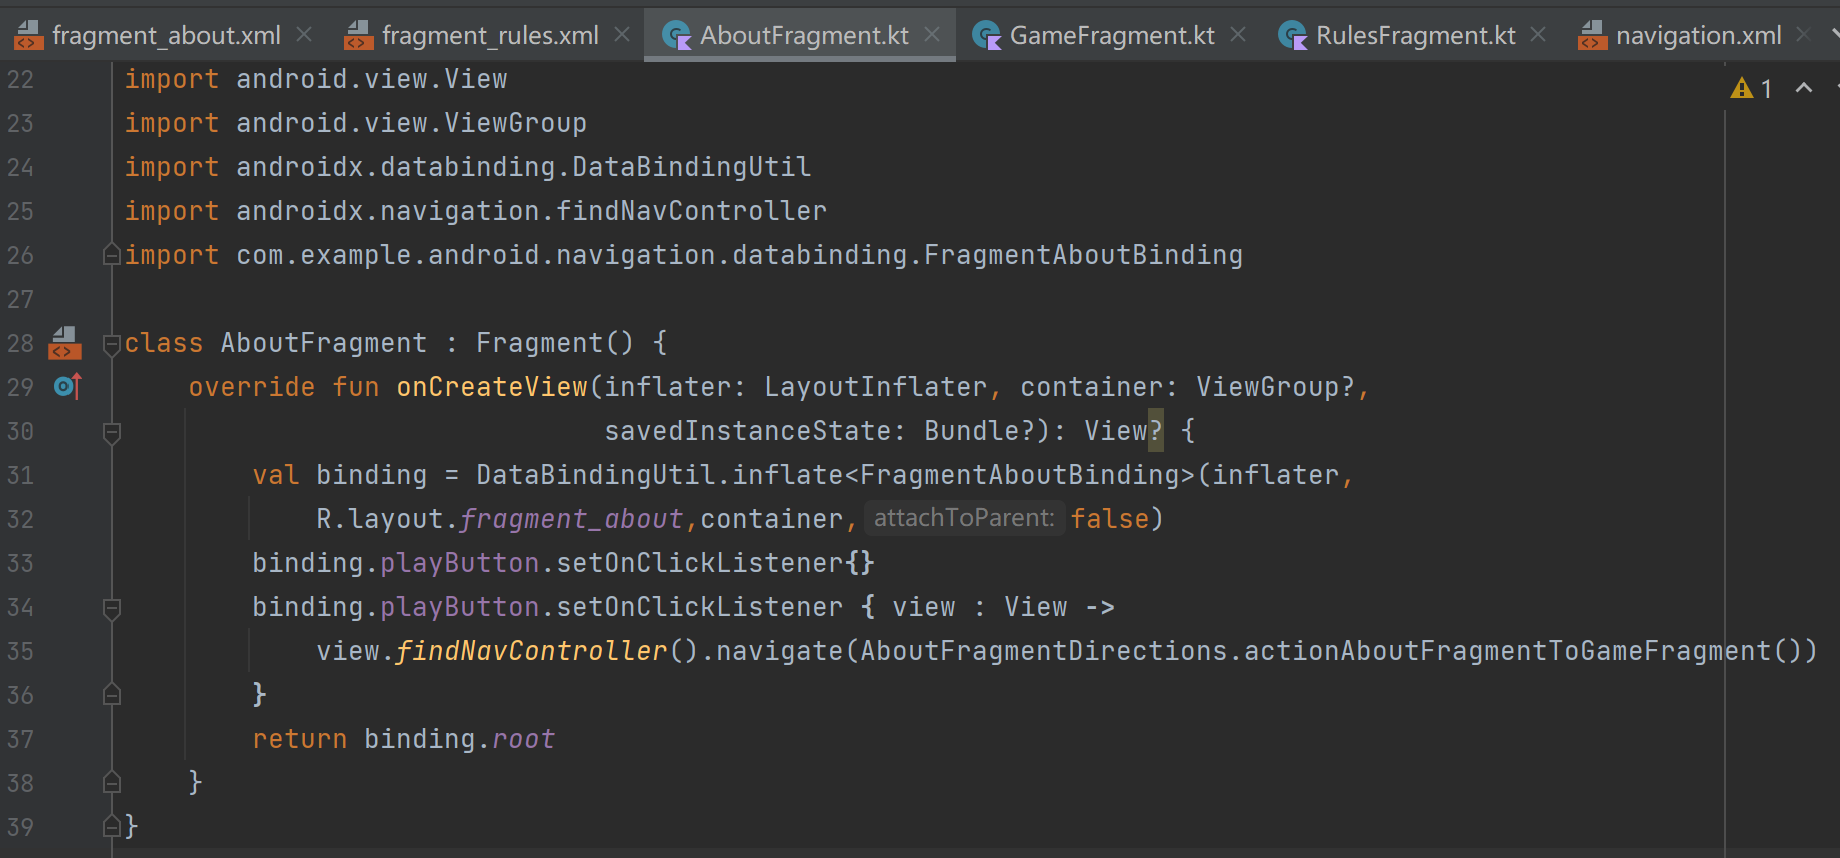 fragment_about.xml fragment_rules.xml AboutFragment.kt GameFragment.kt RulesFragment.kt navigation.xml
22 import android.view.View
1
23 import android.view.ViewGroup
24 import androidx.databinding.DataBindingUtil
25 import androidx.navigation.findNavController
26 import com.example.android.navigation.databinding.FragmentAboutBinding
27
28 class AboutFragment : Fragment() {
29 override fun onCreateView(inflater: LayoutInflater, container: ViewGroup?,
30 savedInstanceState: Bundle?): View? {
31 val binding = DataBindingUtil.inflate<FragmentAboutBinding>(inflater,
32 R.layout.fragment_about,container, attachToParent: false)
33 binding.playButton.setOnClickListener{}
34 binding.playButton.setOnClickListener { view : View ->
35 view.findNavController().navigate(AboutFragmentDirections.actionAboutFragmentToGameFragment())
36 }
37 return binding.root
38 }
39 }